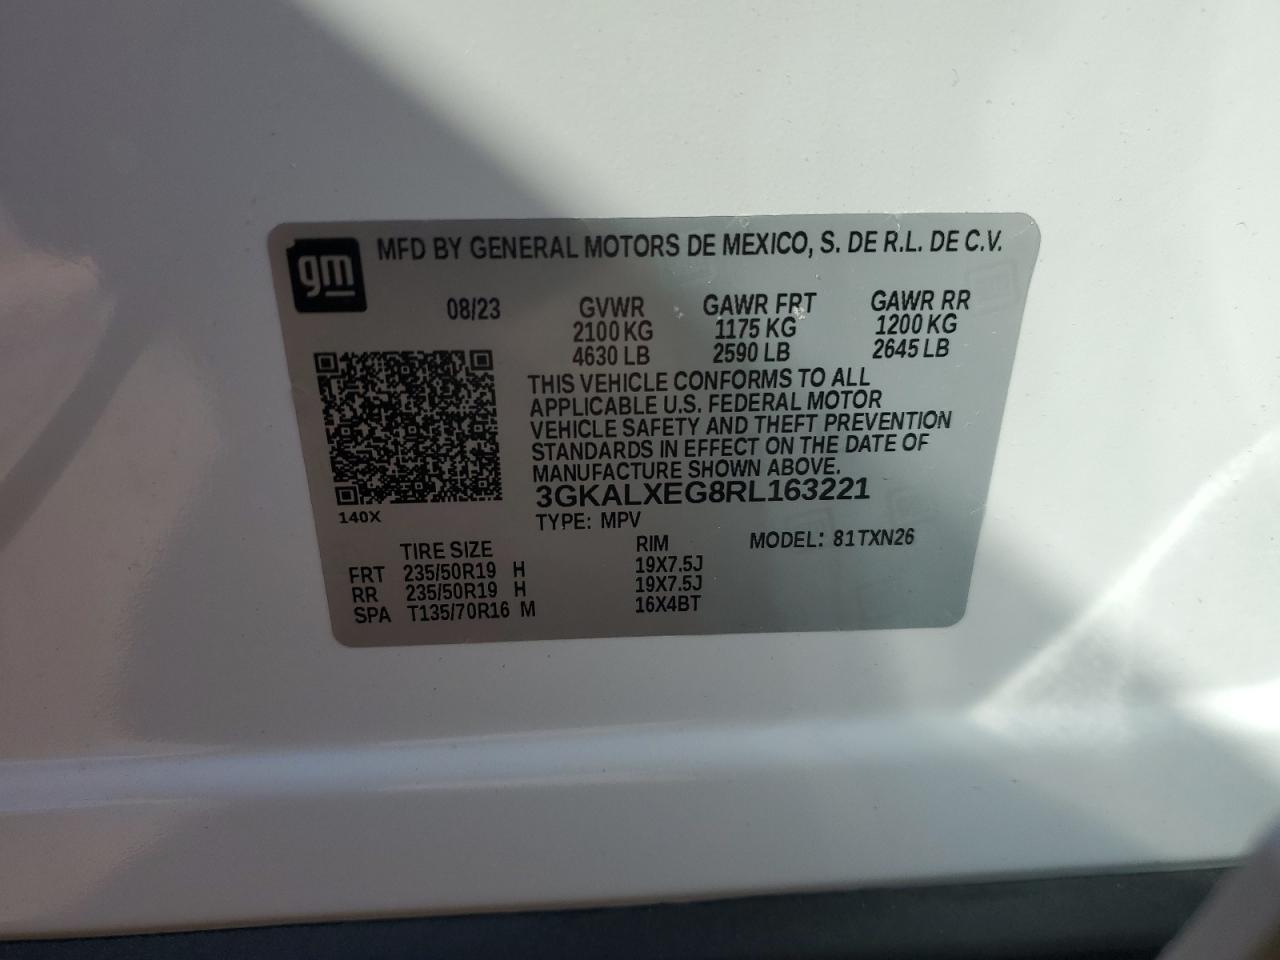 gm
MFD BY GENERAL MOTORS DE MEXICO, S. DE R.L. DE C.V.
08/23 GVWR GAWR FRT GAWR RR
2100 KG 1175 KG 1200 KG
4630 LB 2590 LB 2645 LB
THIS VEHICLE CONFORMS TO ALL
APPLICABLE U.S. FEDERAL MOTOR
VEHICLE SAFETY AND THEFT PREVENTION
STANDARDS IN EFFECT ON THE DATE OF
MANUFACTURE SHOWN ABOVE.
3GKALXEG8RL163221
140X
TYPE: MPV MODEL: 81TXN26
TIRE SIZE RIM
FRT 235/50R19 H 19X7.5J
RR 235/50R19 H 19X7.5J
SPA T135/70R16 M 16X4BT